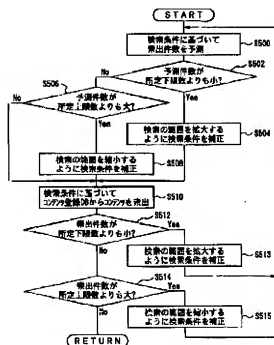 START
検索条件に基づいて
索出件数を予測
S500
S502
予測件数が
所定下限数よりも小?
No
Yes
S506
予測件数が
所定上限数よりも大?
No
Yes
検索の範囲を拡大する
ように検索条件を補正
S504
検索の範囲を縮小する
ように検索条件を補正
S508
検索条件に基づいて
コンテンツ登録DBからコンテンツを索出
S510
S512
索出件数が
所定下限数よりも小?
Yes
No
検索の範囲を拡大する
ように検索条件を補正
S513
S514
索出件数が
所定上限数よりも大?
Yes
No
検索の範囲を縮小する
ように検索条件を補正
S515
RETURN